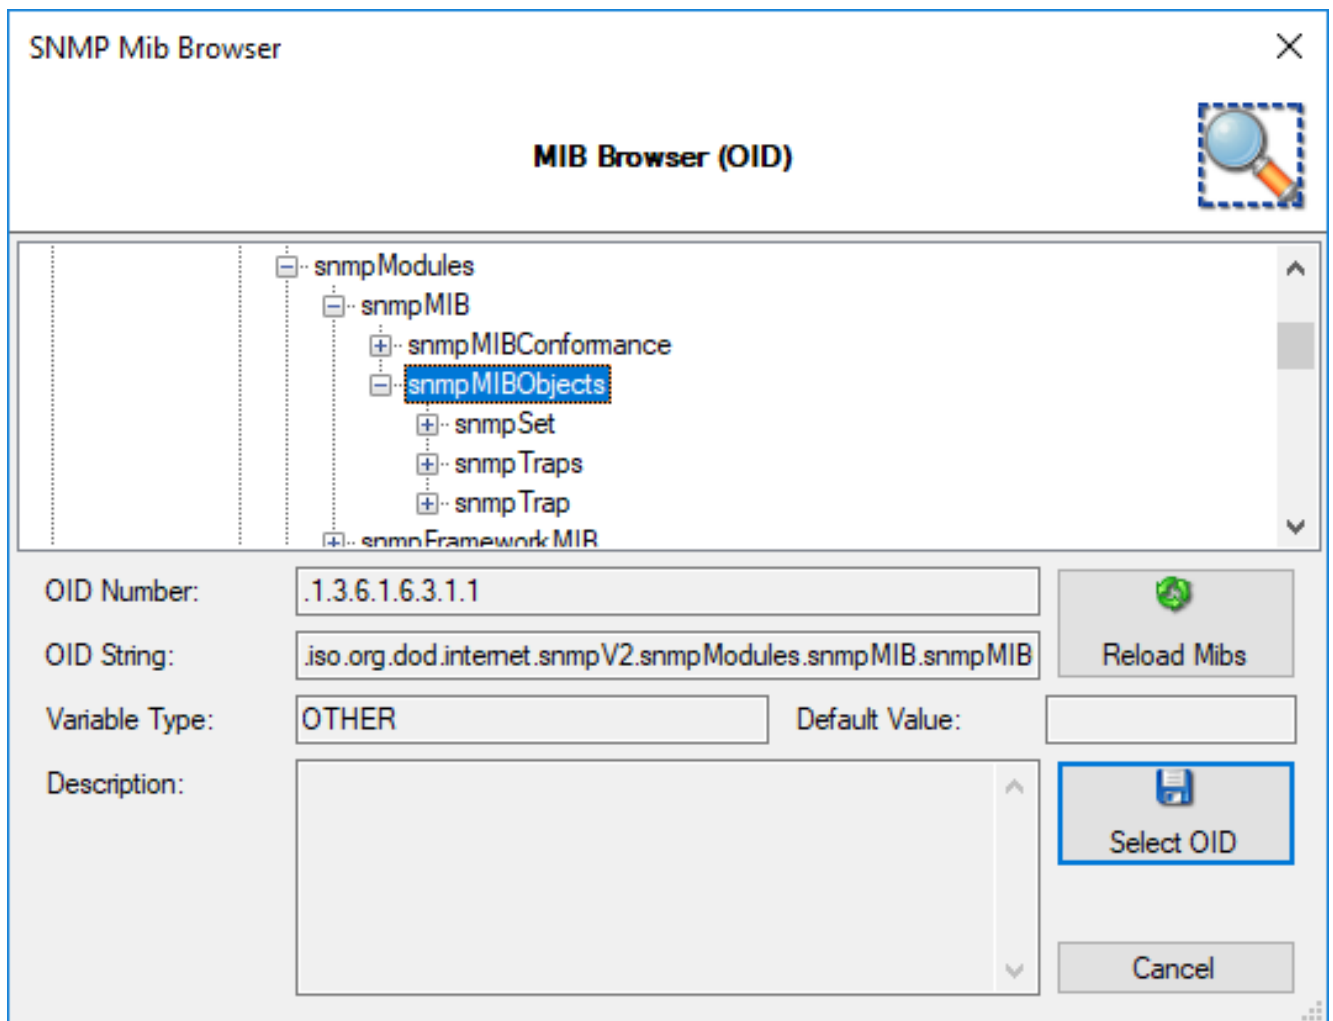 SNMP Mib Browser
MIB Browser (OID)
snmpModules
snmpMIB
snmpMIBConformance
snmpMIBObjects
snmpSet
snmpTraps
snmpTrap
snmpFrameworkMIB
OID Number: .1.3.6.1.6.3.1.1
OID String: .iso.org.dod.internet.snmpV2.snmpModules.snmpMIB.snmpMIB
Reload Mibs
Variable Type: OTHER Default Value:
Description:
Select OID
Cancel